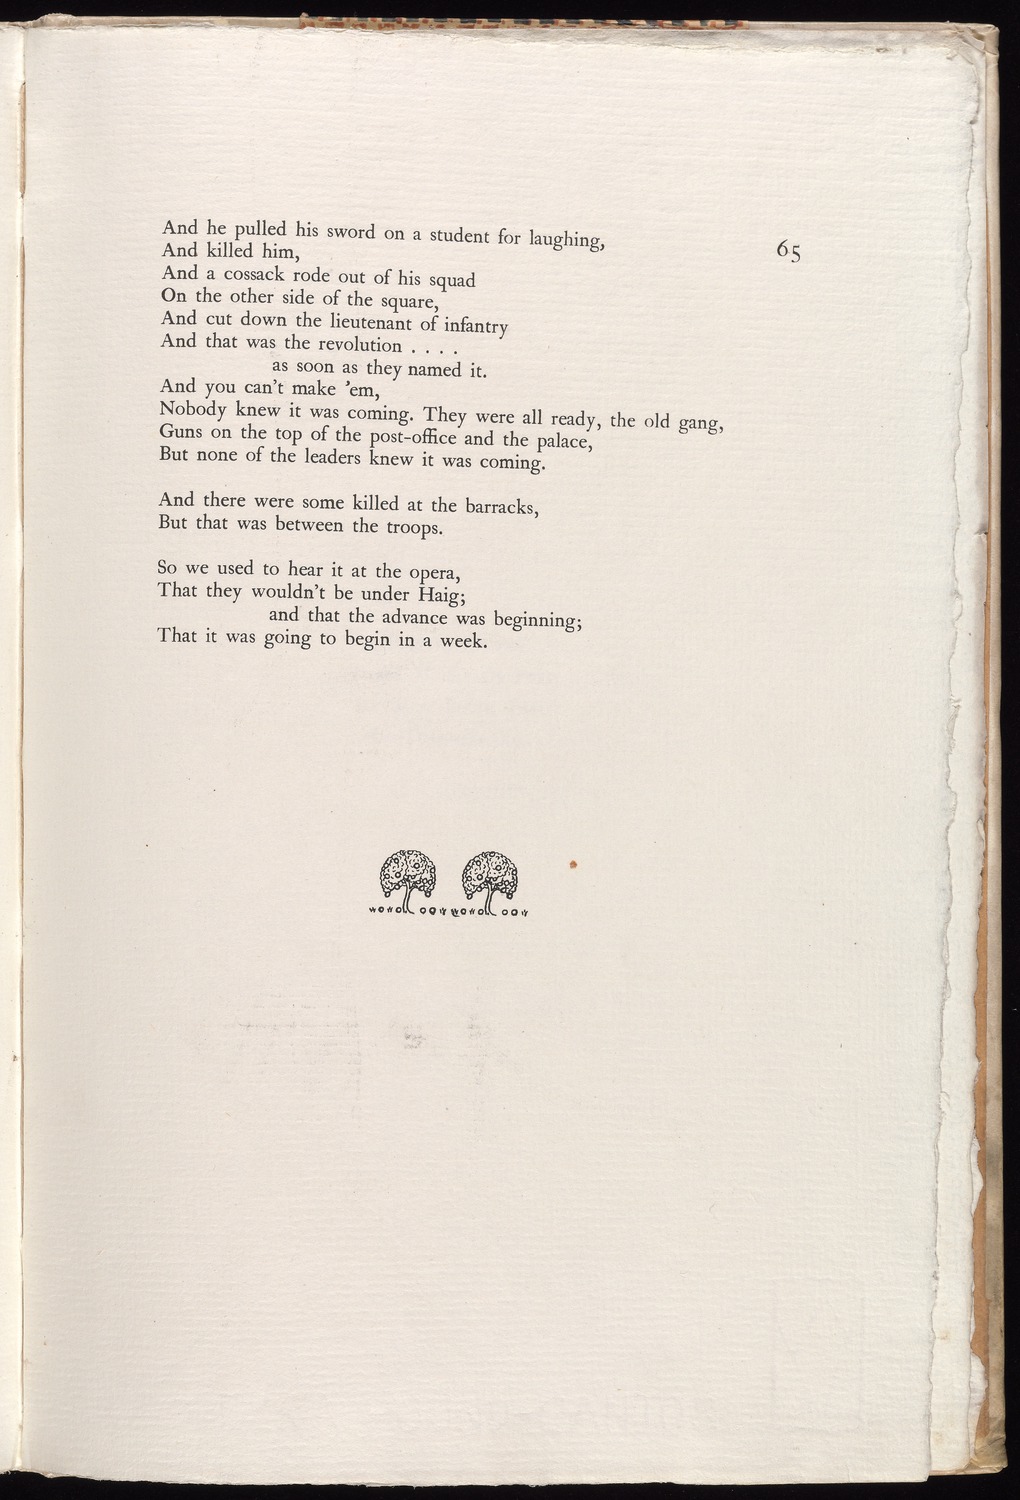 And he pulled his sword on a student for laughing,
65
And killed him,
And a cossack rode out of his squad
On the other side of the square,
And cut down the lieutenant of infantry
And that was the revolution . . . .
as soon as they named it.
And you can't make 'em,
Nobody knew it was coming. They were all ready, the old gang,
Guns on the top of the post-office and the palace,
But none of the leaders knew it was coming.
And there were some killed at the barracks,
But that was between the troops.
So we used to hear it at the opera,
That they wouldn't be under Haig;
and that the advance was beginning;
That it was going to begin in a week.